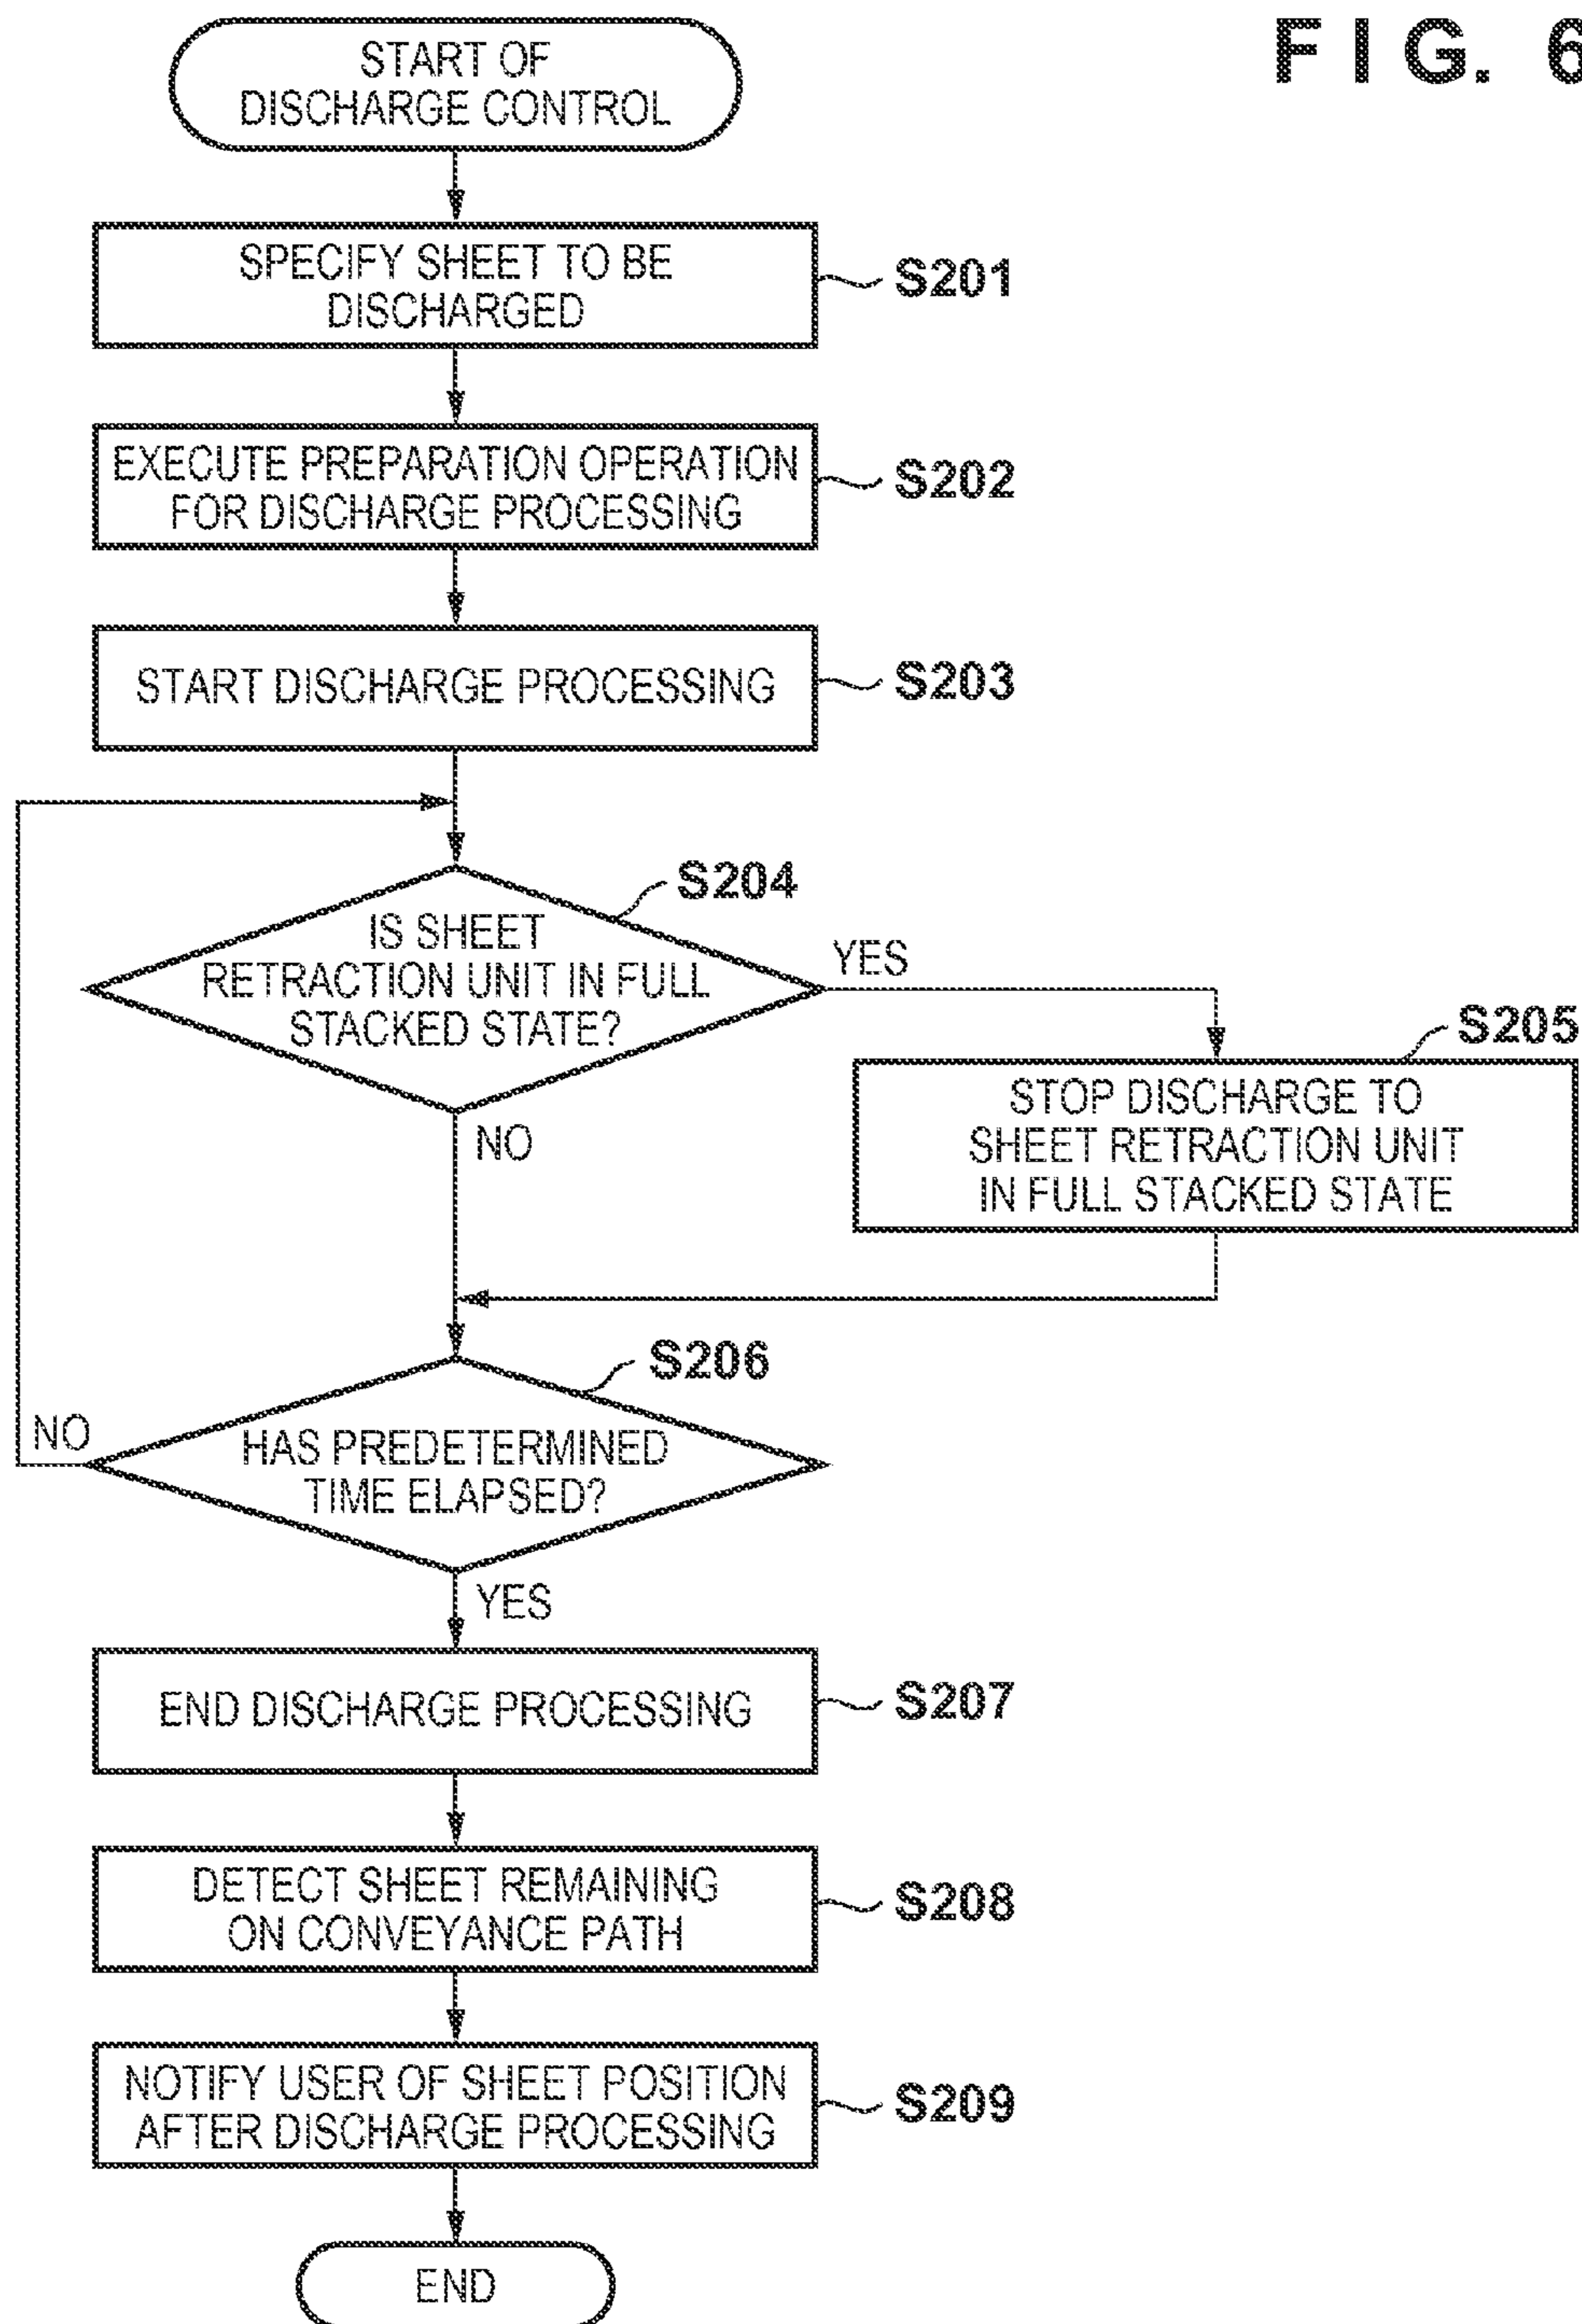 FIG. 6
START OF
DISCHARGE CONTROL
SPECIFY SHEET TO BE
DISCHARGED
S201
EXECUTE PREPARATION OPERATION
FOR DISCHARGE PROCESSING
S202
START DISCHARGE PROCESSING
S203
S204
IS SHEET
RETRACTION UNIT IN FULL
STACKED STATE?
YES
NO
S205
STOP DISCHARGE TO
SHEET RETRACTION UNIT
IN FULL STACKED STATE
S206
HAS PREDETERMINED
TIME ELAPSED?
NO
YES
END DISCHARGE PROCESSING
S207
DETECT SHEET REMAINING
ON CONVEYANCE PATH
S208
NOTIFY USER OF SHEET POSITION
AFTER DISCHARGE PROCESSING
S209
END